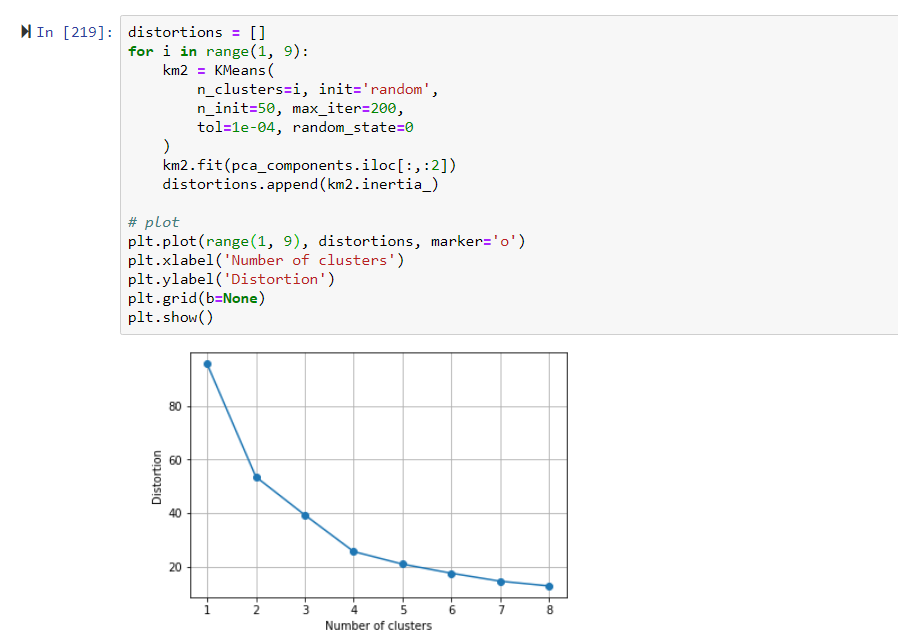 In [219]:
distortions = []
for i in range(1, 9):
    km2 = KMeans(
        n_clusters=i, init='random',
        n_init=50, max_iter=200,
        tol=1e-04, random_state=0
    )
    km2.fit(pca_components.iloc[:,:2])
    distortions.append(km2.inertia_)
# plot
plt.plot(range(1, 9), distortions, marker='o')
plt.xlabel('Number of clusters')
plt.ylabel('Distortion')
plt.grid(b=None)
plt.show()
Distortion
80
60
40
20
1 2 3 4 5 6 7 8
Number of clusters